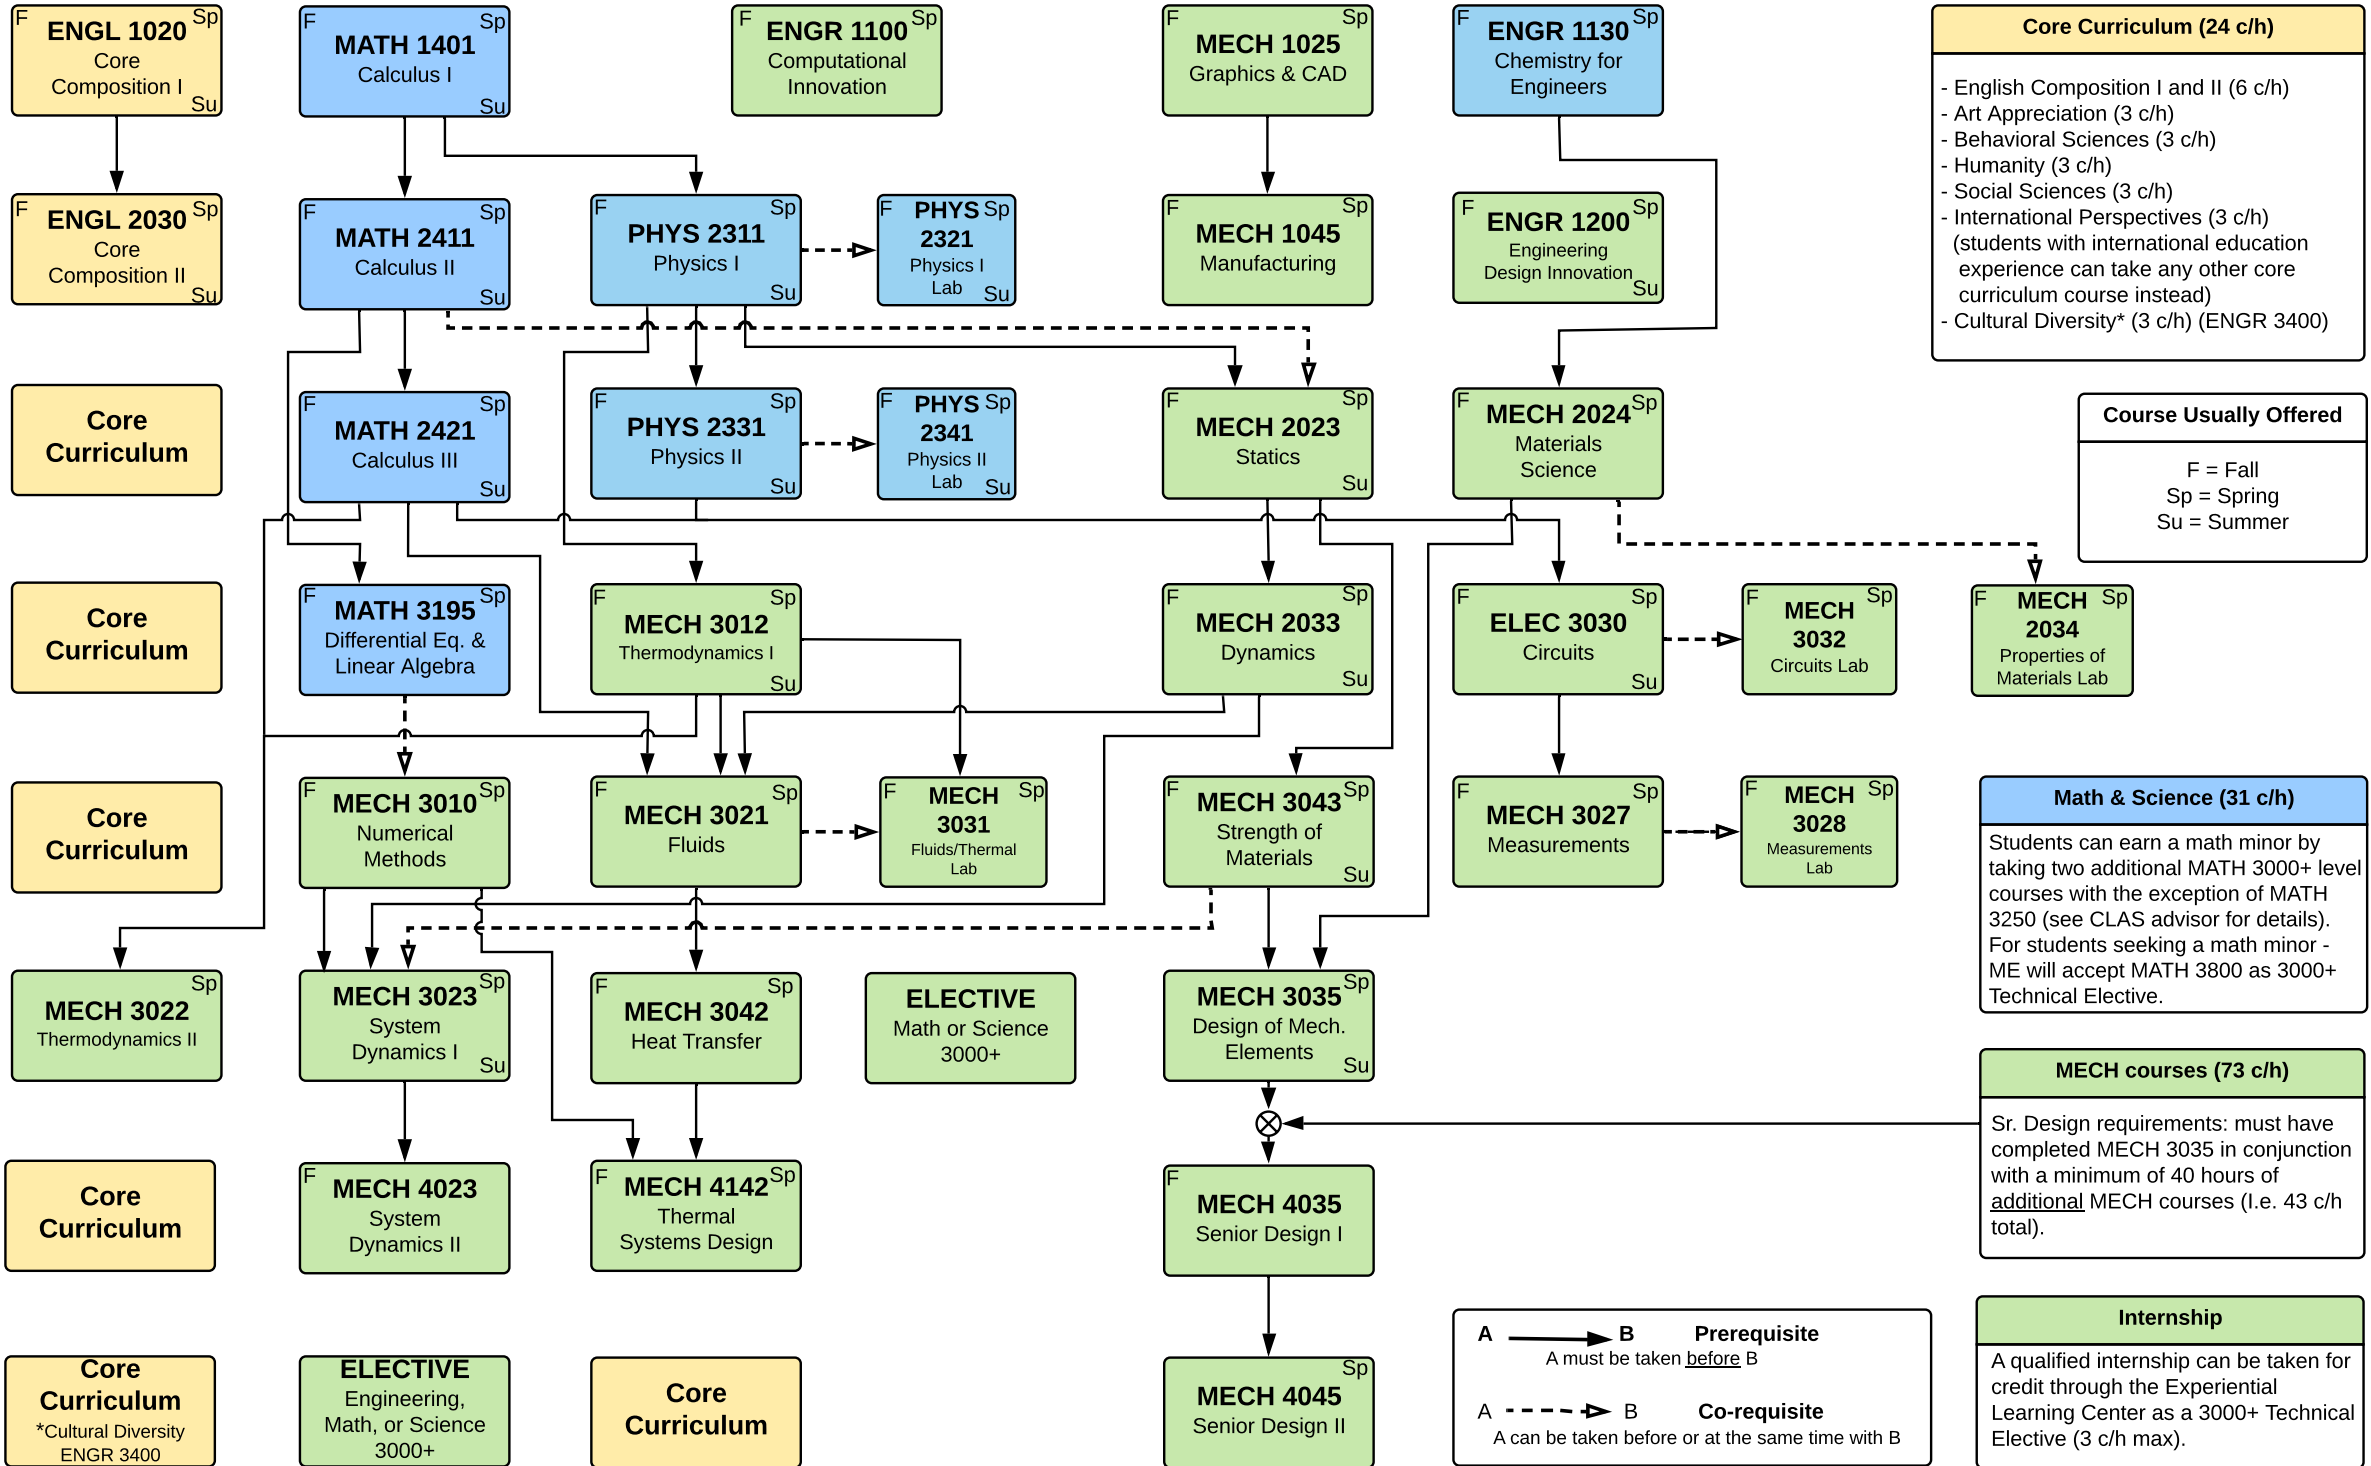 F ENGL 1020 Sp
Core
Composition I
Su
F MATH 1401 Sp
Calculus I
Su
F ENGR 1100 Sp
Computational
Innovation
F MECH 1025 Sp
Graphics & CAD
F ENGR 1130 Sp
Chemistry for
Engineers
Core Curriculum (24 c/h)
- English Composition I and II (6 c/h)
- Art Appreciation (3 c/h)
- Behavioral Sciences (3 c/h)
- Humanity (3 c/h)
- Social Sciences (3 c/h)
- International Perspectives (3 c/h)
(students with international education
experience can take any other core
curriculum course instead)
- Cultural Diversity* (3 c/h) (ENGR 3400)
F ENGL 2030 Sp
Core
Composition II
Su
F MATH 2411 Sp
Calculus II
Su
F PHYS 2311 Sp
Physics I
Su
F PHYS Sp
2321
Physics I
Lab
Su
F MECH 1045 Sp
Manufacturing
F ENGR 1200 Sp
Engineering
Design Innovation
Su
Core
Curriculum
F MATH 2421 Sp
Calculus III
Su
F PHYS 2331 Sp
Physics II
Su
F PHYS Sp
2341
Physics II
Lab
Su
F MECH 2023 Sp
Statics
Su
F MECH 2024 Sp
Materials
Science
Course Usually Offered
F = Fall
Sp = Spring
Su = Summer
Core
Curriculum
F MATH 3195 Sp
Differential Eq. &
Linear Algebra
F MECH 3012 Sp
Thermodynamics I
Su
F MECH 2033 Sp
Dynamics
Su
F ELEC 3030 Sp
Circuits
Su
F MECH Sp
3032
Circuits Lab
F MECH Sp
2034
Properties of
Materials Lab
Core
Curriculum
F MECH 3010 Sp
Numerical
Methods
F MECH 3021 Sp
Fluids
F MECH Sp
3031
Fluids/Thermal
Lab
F MECH 3043 Sp
Strength of
Materials
Su
F MECH 3027 Sp
Measurements
F MECH Sp
3028
Measurements
Lab
Math & Science (31 c/h)
Students can earn a math minor by
taking two additional MATH 3000+ level
courses with the exception of MATH
3250 (see CLAS advisor for details).
For students seeking a math minor -
ME will accept MATH 3800 as 3000+
Technical Elective.
MECH 3022 Sp
Thermodynamics II
MECH 3023 Sp
System
Dynamics I
Su
F MECH 3042 Sp
Heat Transfer
ELECTIVE
Math or Science
3000+
MECH 3035 Sp
Design of Mech.
Elements
Su
MECH courses (73 c/h)
Sr. Design requirements: must have
completed MECH 3035 in conjunction
with a minimum of 40 hours of
additional MECH courses (I.e. 43 c/h
total).
Core
Curriculum
F MECH 4023
System
Dynamics II
F MECH 4142 Sp
Thermal
Systems Design
F MECH 4035
Senior Design I
Core
Curriculum
*Cultural Diversity
ENGR 3400
ELECTIVE
Engineering,
Math, or Science
3000+
Core
Curriculum
MECH 4045 Sp
Senior Design II
A B Prerequisite
A must be taken before B
A B Co-requisite
A can be taken before or at the same time with B
Internship
A qualified internship can be taken for
credit through the Experiential
Learning Center as a 3000+ Technical
Elective (3 c/h max).